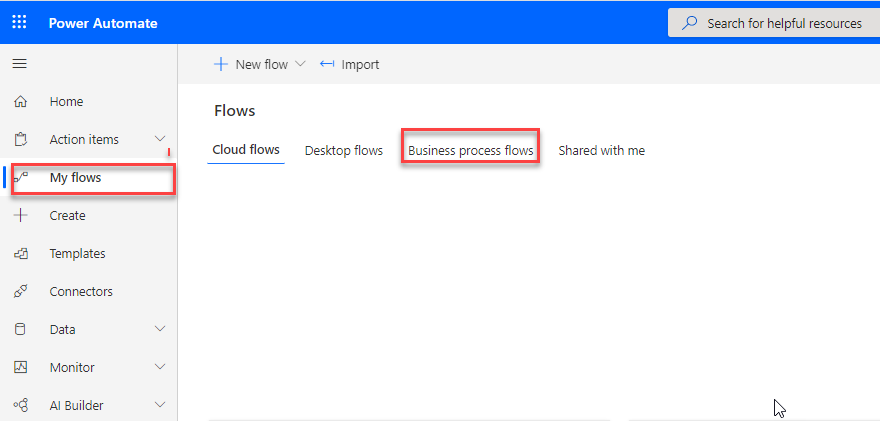 Power Automate
Search for helpful resources
New flow
Import
Home
Action items
My flows
Create
Templates
Connectors
Data
Monitor
AI Builder
Flows
Cloud flows
Desktop flows
Business process flows
Shared with me